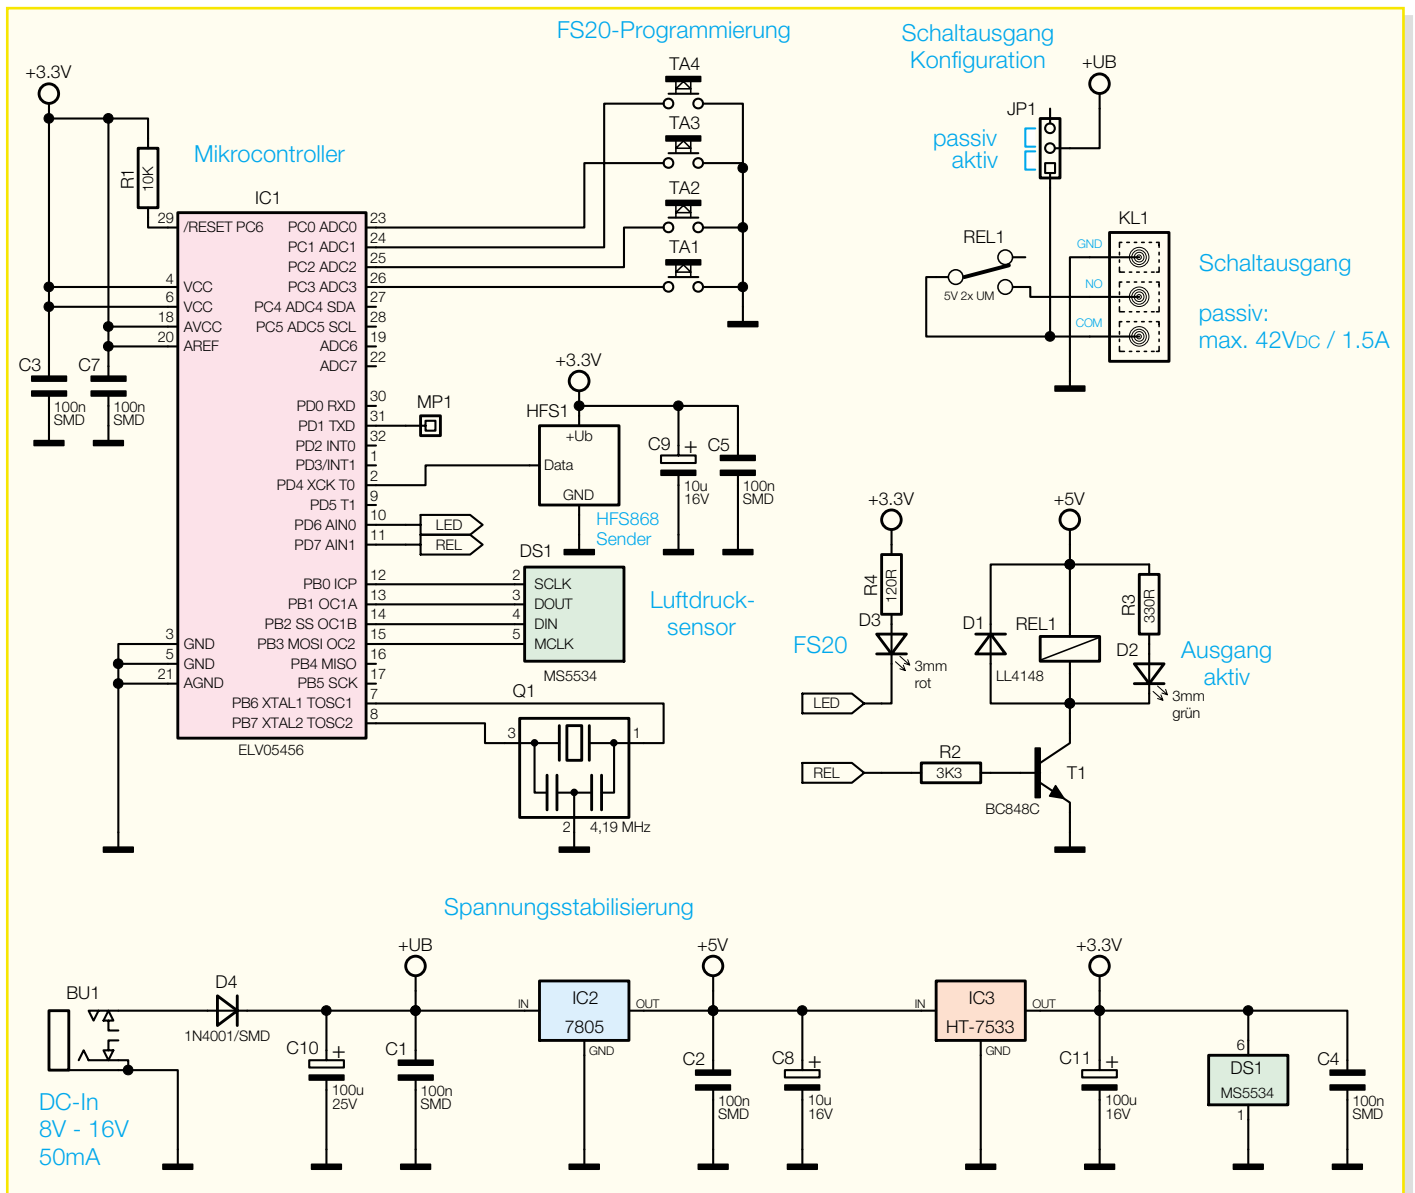 FS20-Programmierung
Schaltausgang
Konfiguration
+3.3V
TA4
TA3
TA2
TA1
+UB
JP1
passiv
aktiv
Mikrocontroller
R1
10K
IC1
29
/RESET PC6
4
VCC
6
VCC
18
AVCC
20
AREF
3
GND
5
GND
21
AGND
PC0 ADC0
23
PC1 ADC1
24
PC2 ADC2
25
PC3 ADC3
26
PC4 ADC4 SDA
27
PC5 ADC5 SCL
28
ADC6
19
ADC7
22
PD0 RXD
30
PD1 TXD
31
PD2 INT0
32
PD3/INT1
1
PD4 XCK T0
2
PD5 T1
9
PD6 AIN0
10
PD7 AIN1
11
PB0 ICP
12
PB1 OC1A
13
PB2 SS OC1B
14
PB3 MOSI OC2
15
PB4 MISO
16
PB5 SCK
17
PB6 XTAL1 TOSC1
7
PB7 XTAL2 TOSC2
8
ELV05456
C3
100n
SMD
C7
100n
SMD
MP1
LED
REL
+3.3V
HFS1
+Ub
Data
GND
HFS868
Sender
C9
+
10u
16V
C5
100n
SMD
DS1
2
SCLK
3
DOUT
4
DIN
5
MCLK
MS5534
Luftdruck-
sensor
Q1
3
1
2
4,19 MHz
REL1
5V 2x UM
KL1
GND
NO
COM
Schaltausgang
passiv:
max. 42VDC / 1.5A
+3.3V
R4
120R
D3
3mm
rot
FS20
LED
+5V
D1
LL4148
REL1
R3
330R
D2
3mm
grün
Ausgang
aktiv
REL
R2
3K3
T1
BC848C
Spannungsstabilisierung
BU1
DC-In
8V - 16V
50mA
D4
1N4001/SMD
+UB
C10
+
100u
25V
C1
100n
SMD
IN
IC2
7805
OUT
GND
+5V
C2
100n
SMD
C8
+
10u
16V
IN
IC3
HT-7533
OUT
GND
+3.3V
C11
+
100u
16V
6
DS1
MS5534
1
C4
100n
SMD